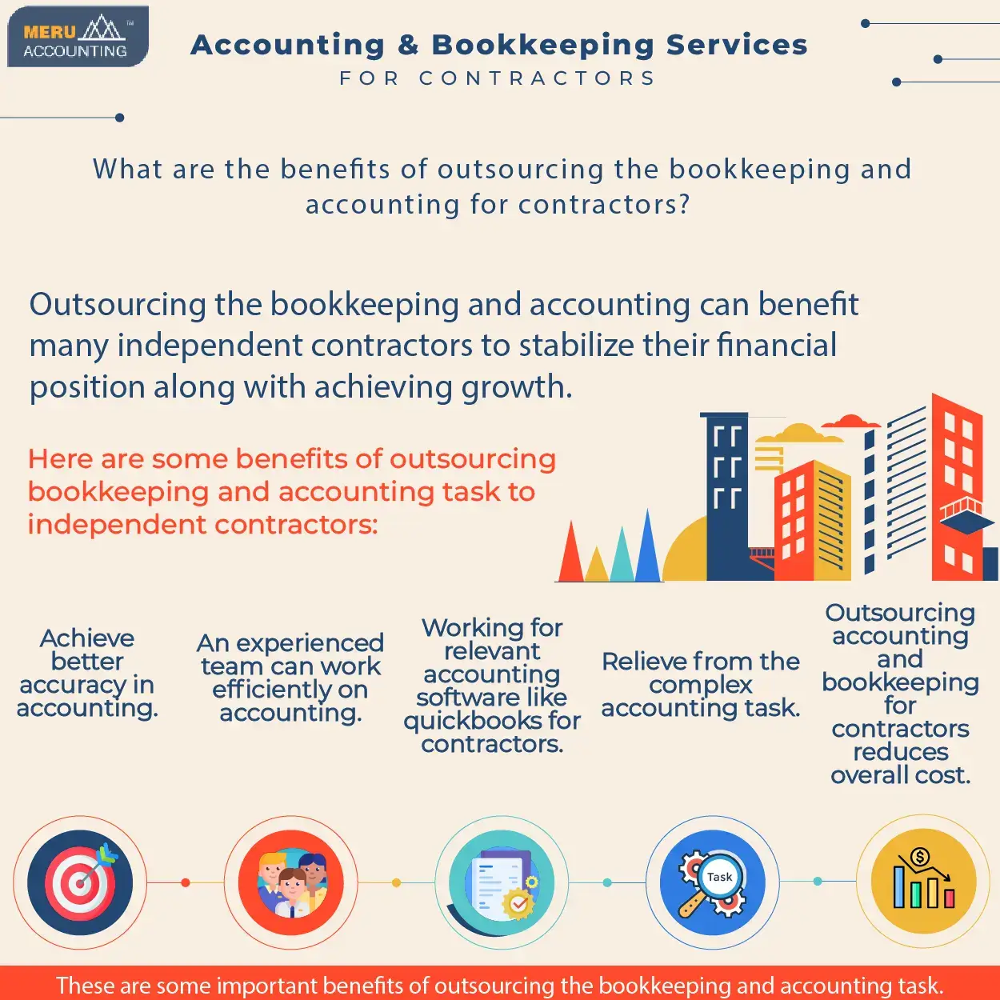 MERU
ACCOUNTING
TM
Accounting & Bookkeeping Services
FOR CONTRACTORS
What are the benefits of outsourcing the bookkeeping and
accounting for contractors?
Outsourcing the bookkeeping and accounting can benefit
many independent contractors to stabilize their financial
position along with achieving growth.
Here are some benefits of outsourcing
bookkeeping and accounting task to
independent contractors:
Achieve
better
accuracy in
accounting.
An experienced
team can work
efficiently on
accounting.
Working for
relevant
accounting
software like
quickbooks for
contractors.
Relieve from the
complex
accounting task.
Outsourcing
accounting
and
bookkeeping
for
contractors
reduces
overall cost.
Task
$
These are some important benefits of outsourcing the bookkeeping and accounting task.